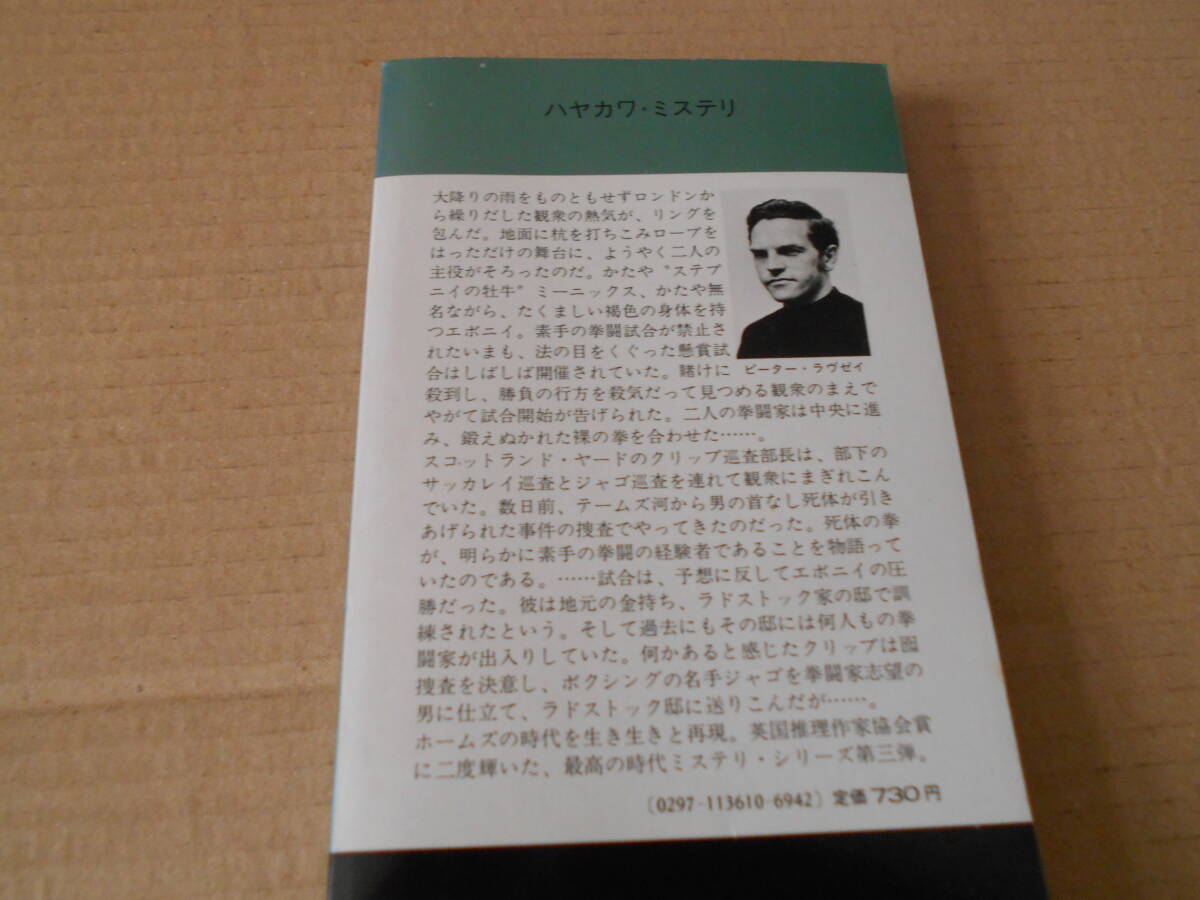 ハヤカワ・ミステリ
大降りの雨をものともせずロンドンか
ら繰りだした観衆の熱気が、リングを
包んだ。地面に杭を打ちこみロープを
はっただけの舞台に、ようやく二人の
主役がそろったのだ。かたや〝ステプ
ニイの牡牛〟ミーニックス、かたや無
名ながら、たくましい褐色の身体を持
つエボニイ。素手の拳闘試合が禁止さ
れたいまも、法の目をくぐった懸賞試
合はしばしば開催されていた。賭けに
ピーター・ラヴゼイ
殺到し、勝負の行方を殺気だって見つめる観衆のまえで
やがて試合開始が告げられた。二人の拳闘家は中央に進
み、鍛えぬかれた裸の拳を合わせた……。
スコットランド・ヤードのクリッブ巡査部長は、部下の
サッカレイ巡査とジャゴ巡査を連れて観衆にまぎれこん
でいた。数日前、テームズ河から男の首なし死体が引き
あげられた事件の捜査でやってきたのだった。死体の拳
が、明らかに素手の拳闘の経験者であることを物語って
いたのである。……試合は、予想に反してエボニイの圧
勝だった。彼は地元の金持ち、ラドストック家の邸で訓
練されたという。そして過去にもその邸には何人もの拳
闘家が出入りしていた。何かあると感じたクリッブは囮
捜査を決意し、ボクシングの名手ジャゴを拳闘家志望の
男に仕立て、ラドストック邸に送りこんだが……。
ホームズの時代を生き生きと再現。英国推理作家協会賞
に二度輝いた、最高の時代ミステリ・シリーズ第三弾。
〔0297-113610-6942〕定価730円